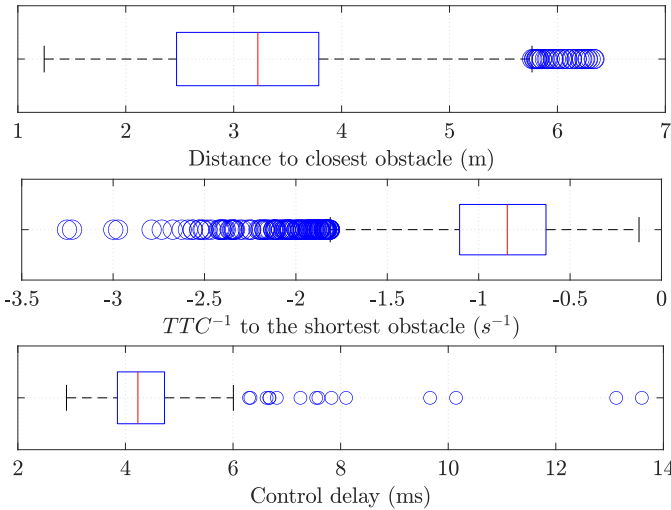 1 2 3 4 5 6 7
Distance to closest obstacle (m)
-3.5 -3 -2.5 -2 -1.5 -1 -0.5 0
TTC⁻¹ to the shortest obstacle (s⁻¹)
2 4 6 8 10 12 14
Control delay (ms)